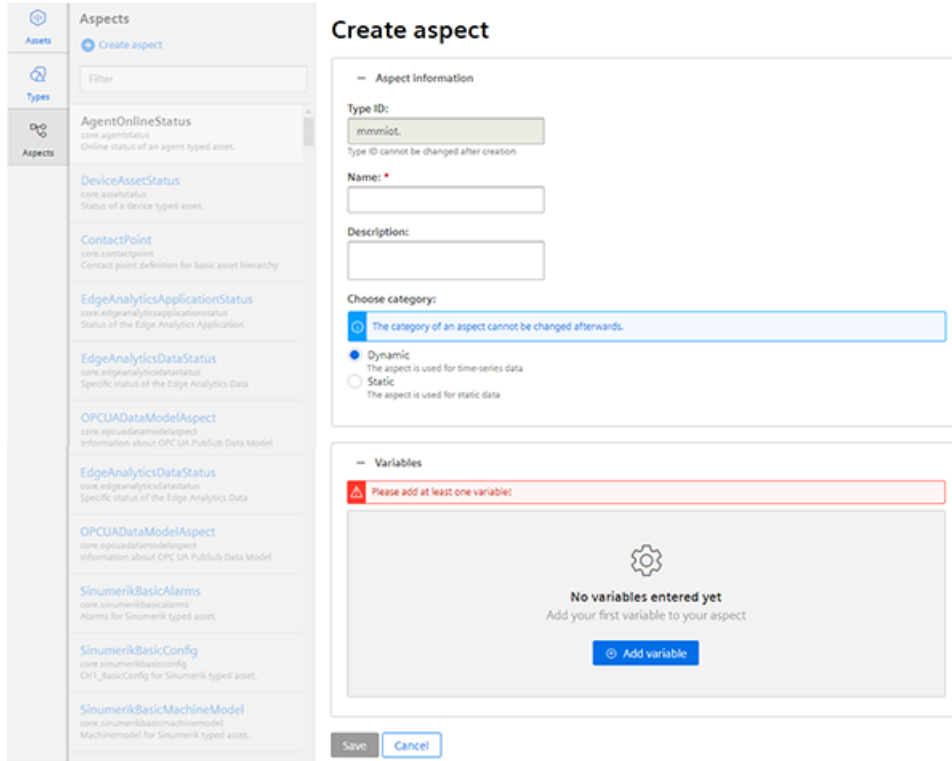 Assets
Types
Aspects
Aspects
Create aspect
Filter
AgentOnlineStatus
core.agentstatus
Online status of an agent typed asset.
DeviceAssetStatus
core.assetstatus
Status of a device typed asset.
ContactPoint
core.contactpoint
Contact point definition for basic asset hierarchy
EdgeAnalyticsApplicationStatus
core.edgeanalyticsapplicationstatus
Status of the Edge Analytics Application
EdgeAnalyticsDataStatus
core.edgeanalyticsdatastatus
Specific status of the Edge Analytics Data
OPCUADataModelAspect
core.opcuadatamodelaspect
Information about OPC UA PubSub Data Model
EdgeAnalyticsDataStatus
core.edgeanalyticsdatastatus
Specific status of the Edge Analytics Data
OPCUADataModelAspect
core.opcuadatamodelaspect
Information about OPC UA PubSub Data Model
SinumerikBasicAlarms
core.sinumerikbasicalarms
Alarms for Sinumerik typed asset.
SinumerikBasicConfig
core.sinumerikbasicconfig
CH1_BasicConfig for Sinumerik typed asset.
SinumerikBasicMachineModel
core.sinumerikbasicmachinemodel
Machinemodel for Sinumerik typed asset.
Create aspect
Aspect information
Type ID:
mmmiot.
Type ID cannot be changed after creation
Name: *
Description:
Choose category:
The category of an aspect cannot be changed afterwards.
Dynamic
The aspect is used for time-series data
Static
The aspect is used for static data
Variables
Please add at least one variable!
No variables entered yet
Add your first variable to your aspect
Add variable
Save
Cancel